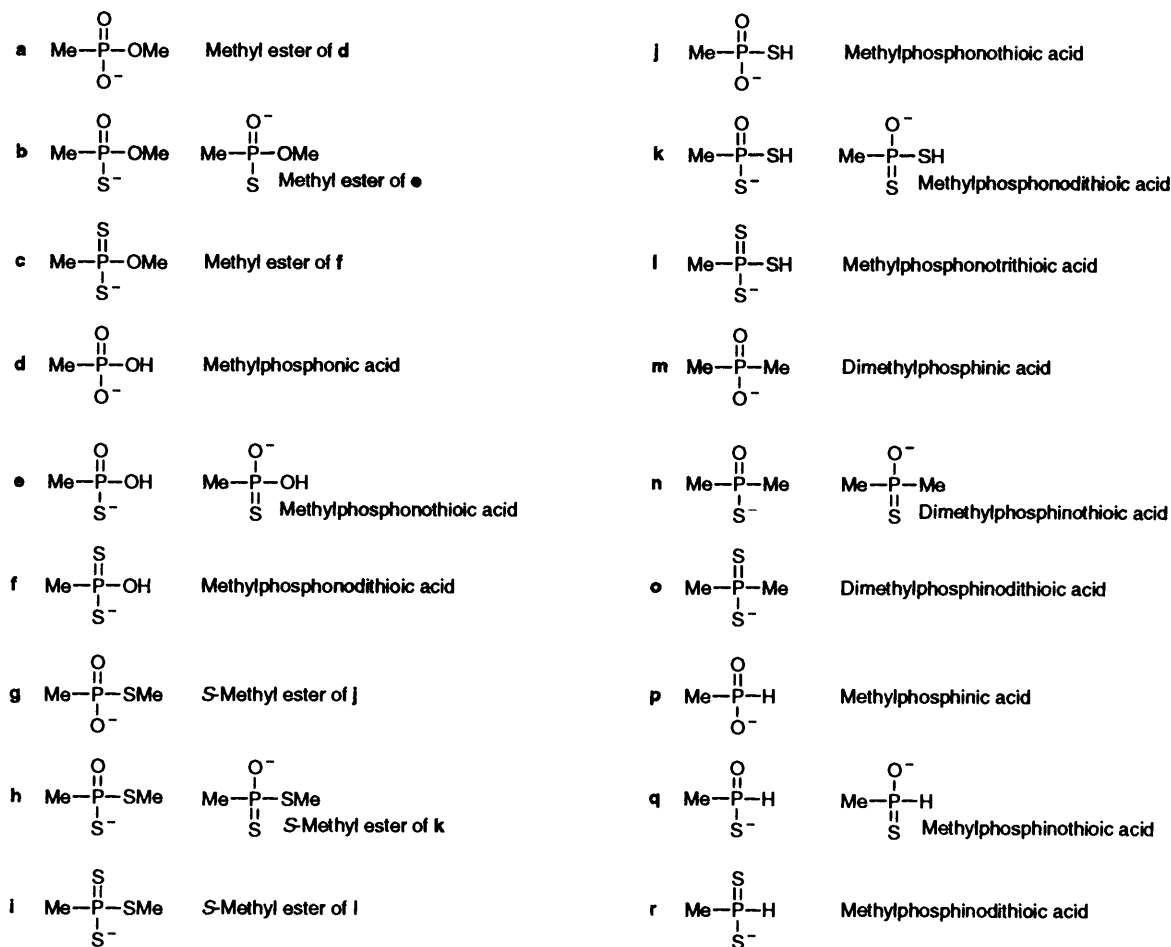 O
a Me—P—OMe Methyl ester of d
O⁻
O O⁻
b Me—P—OMe Me—P—OMe
S⁻ S Methyl ester of e
S
c Me—P—OMe Methyl ester of f
S⁻
O
d Me—P—OH Methylphosphonic acid
O⁻
O O⁻
e Me—P—OH Me—P—OH
S⁻ S Methylphosphonothioic acid
S
f Me—P—OH Methylphosphonodithioic acid
S⁻
O
g Me—P—SMe S-Methyl ester of j
O⁻
O O⁻
h Me—P—SMe Me—P—SMe
S⁻ S S-Methyl ester of k
S
i Me—P—SMe S-Methyl ester of l
S⁻
O
j Me—P—SH Methylphosphonothioic acid
O⁻
O O⁻
k Me—P—SH Me—P—SH
S⁻ S Methylphosphonodithioic acid
S
l Me—P—SH Methylphosphonotrithioic acid
S⁻
O
m Me—P—Me Dimethylphosphinic acid
O⁻
O O⁻
n Me—P—Me Me—P—Me
S⁻ S Dimethylphosphinothioic acid
S
o Me—P—Me Dimethylphosphinodithioic acid
S⁻
O
p Me—P—H Methylphosphinic acid
O⁻
O O⁻
q Me—P—H Me—P—H
S⁻ S Methylphosphinothioic acid
S
r Me—P—H Methylphosphinodithioic acid
S⁻